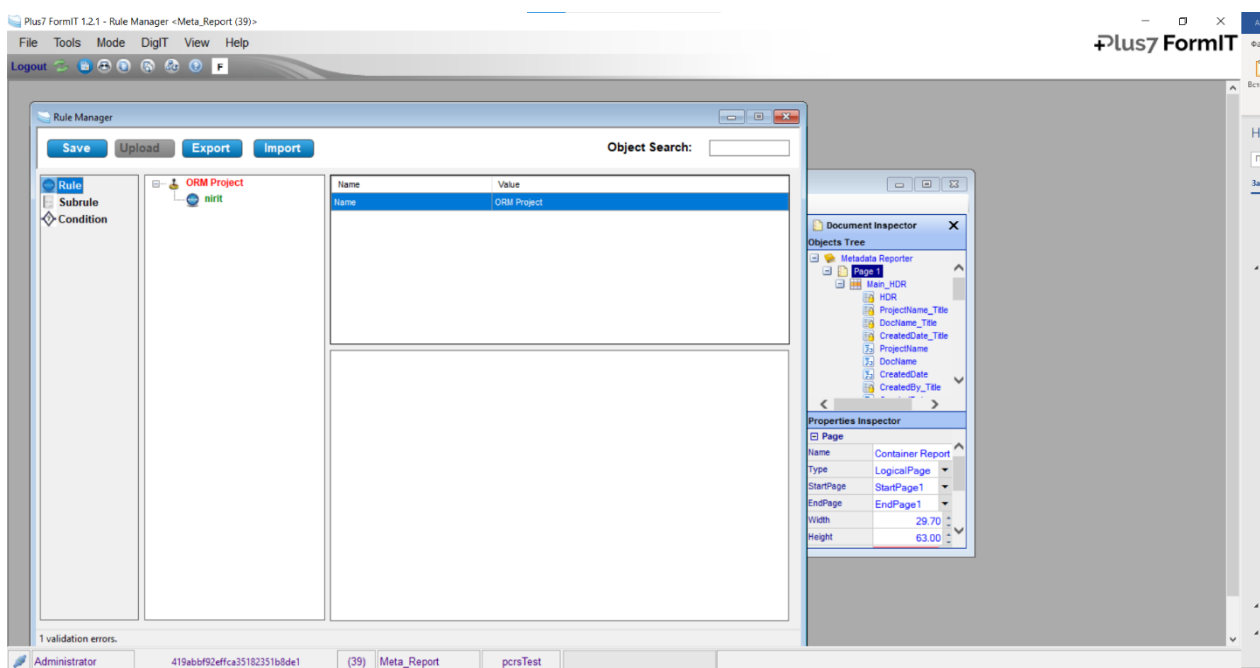 Plus7 FormIT 1.2.1 - Rule Manager <Meta_Report (39)>
File Tools Mode DigIT View Help
Plus7 FormIT
Logout
F
Rule Manager
Save Upload Export Import
Object Search:
Rule
Subrule
Condition
ORM Project
nirit
Name Value
Name ORM Project
Document Inspector
Objects Tree
Metadata Reporter
Page 1
Main_HDR
HDR
ProjectName_Title
DocName_Title
CreatedDate_Title
ProjectName
DocName
CreatedDate
CreatedBy_Title
Properties Inspector
Page
Name Container Report
Type LogicalPage
StartPage StartPage1
EndPage EndPage1
Width 29.70
Height 63.00
1 validation errors.
Administrator 419abbf92effca35182351b8de1 (39) Meta_Report pcrsTest